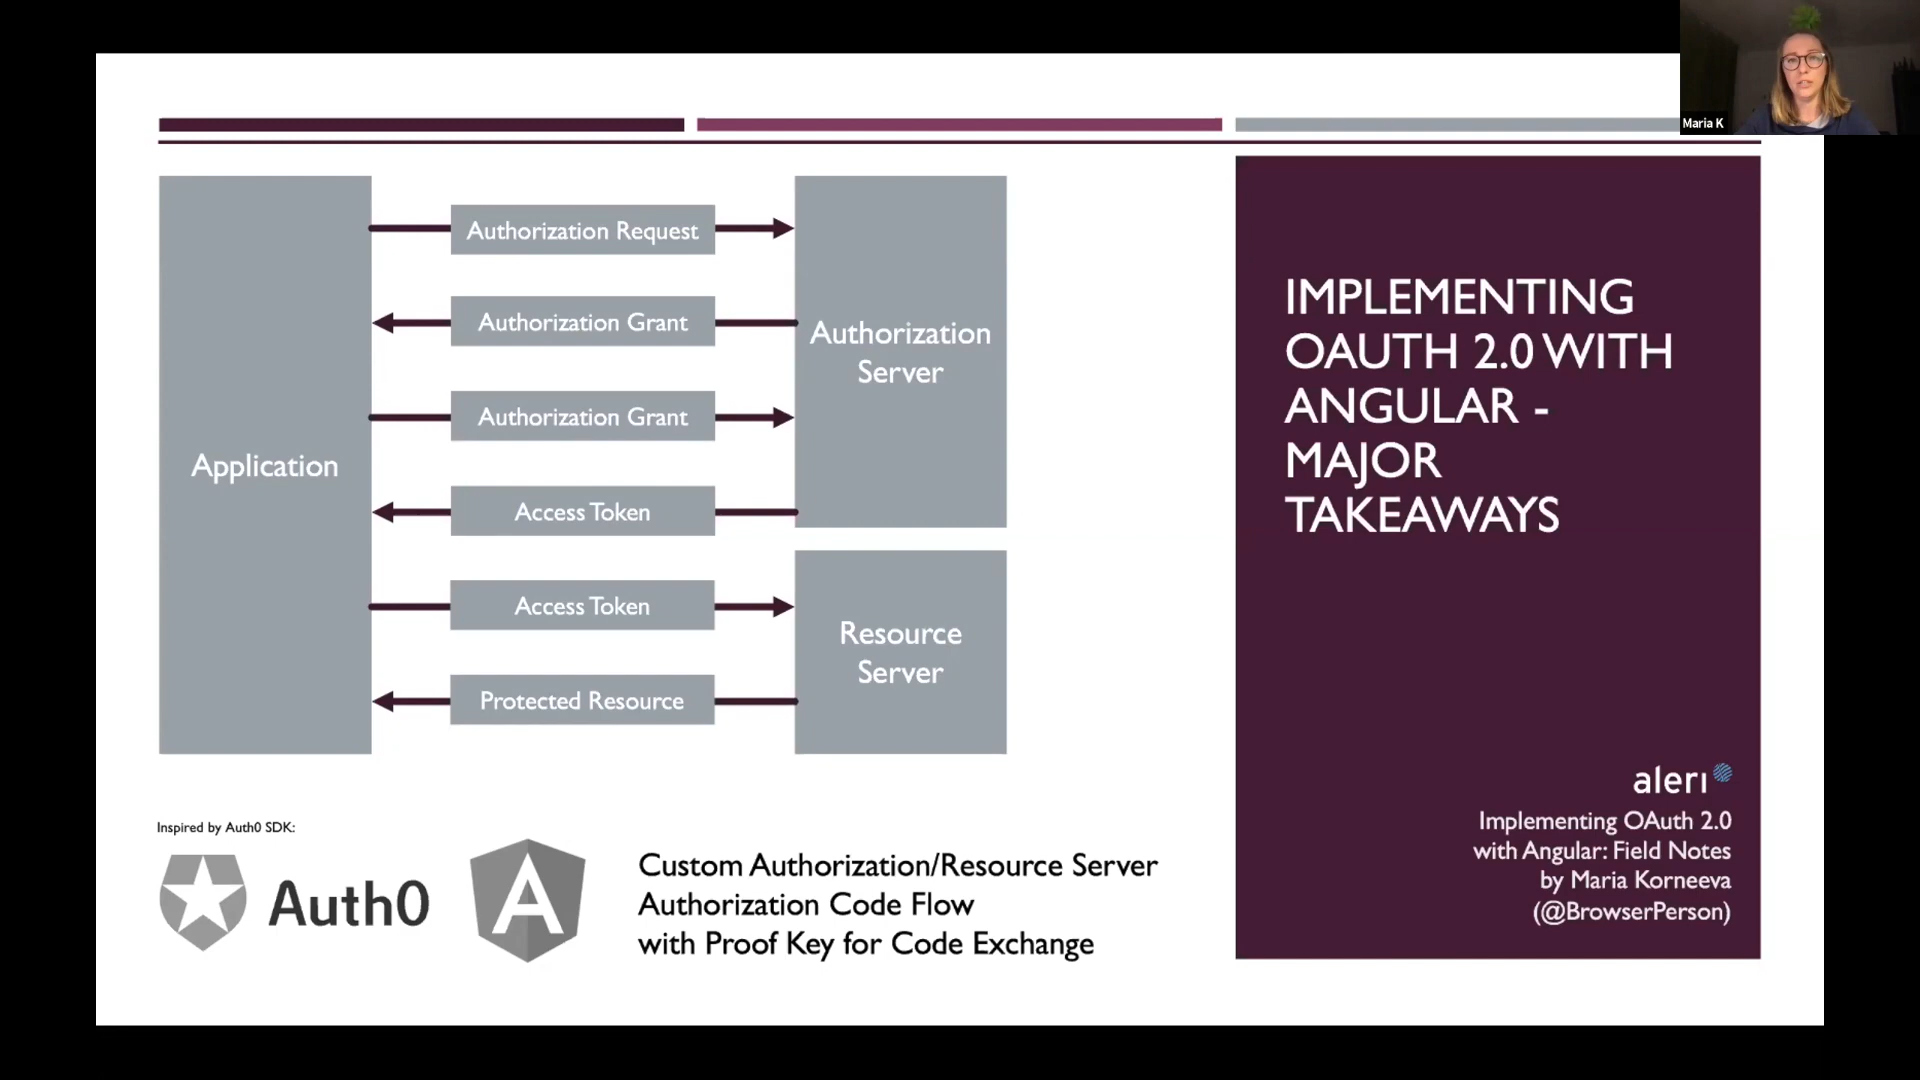 Maria K
Authorization Request
Authorization Grant
Authorization Grant
Access Token
Access Token
Protected Resource
Application
Authorization
Server
Resource
Server
IMPLEMENTING
OAUTH 2.0 WITH
ANGULAR -
MAJOR
TAKEAWAYS
Inspired by Auth0 SDK:
Auth0
A
Custom Authorization/Resource Server
Authorization Code Flow
with Proof Key for Code Exchange
aleri
Implementing OAuth 2.0
with Angular: Field Notes
by Maria Korneeva
(@BrowserPerson)